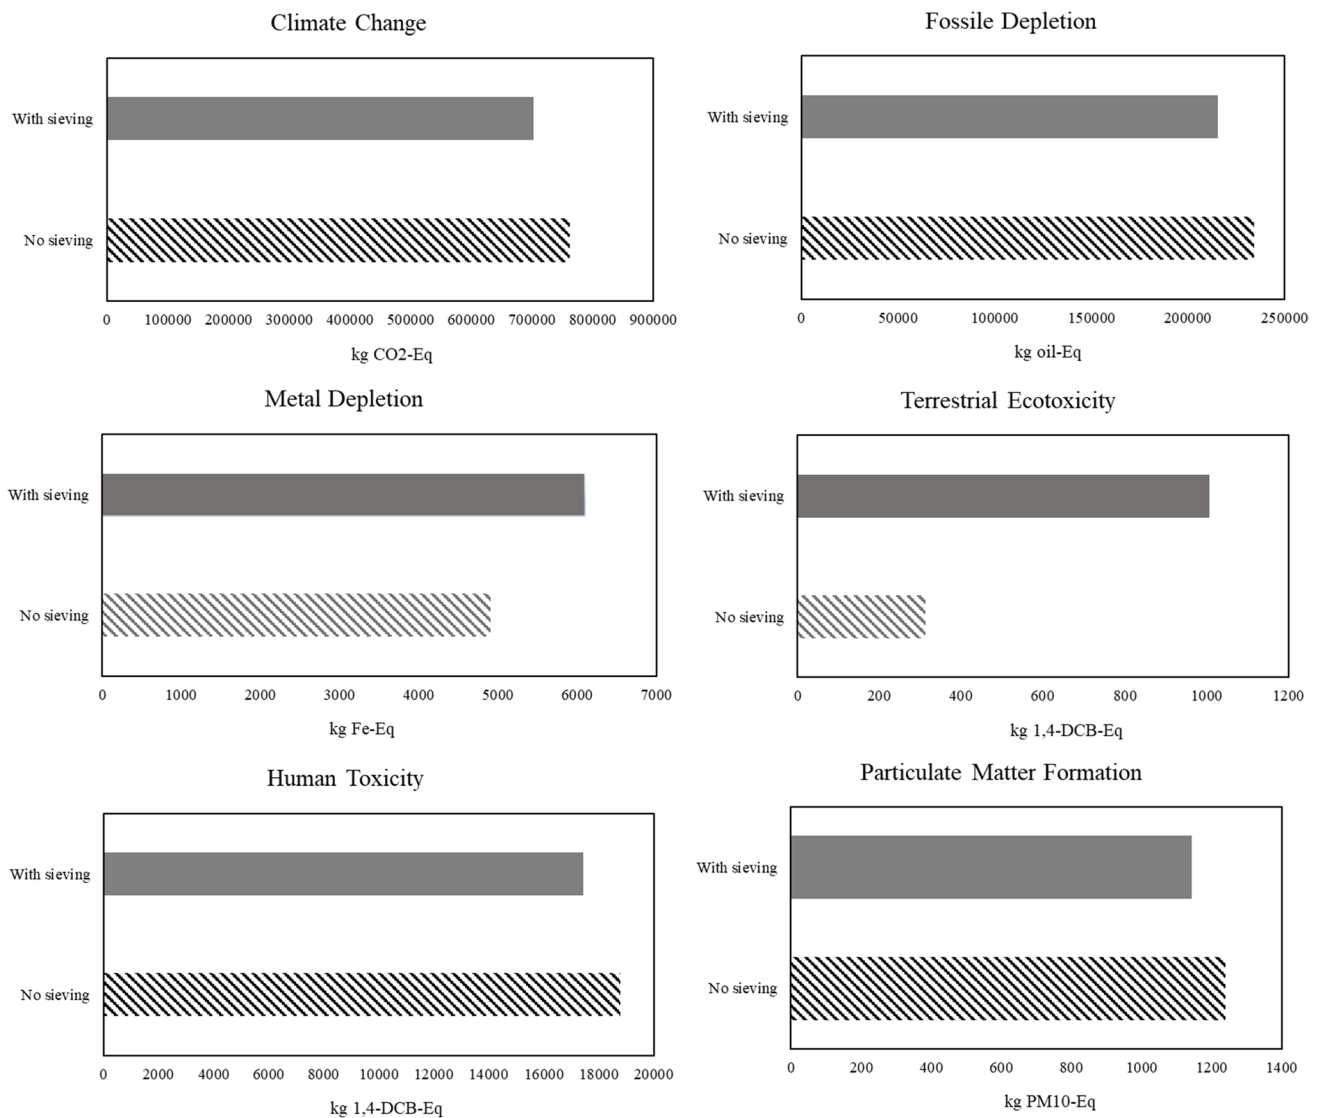 Climate Change
With sieving
No sieving
0 100000 200000 300000 400000 500000 600000 700000 800000 900000
kg CO2-Eq
Fossile Depletion
With sieving
No sieving
0 50000 100000 150000 200000 250000
kg oil-Eq
Metal Depletion
With sieving
No sieving
0 1000 2000 3000 4000 5000 6000 7000
kg Fe-Eq
Terrestrial Ecotoxicity
With sieving
No sieving
0 200 400 600 800 1000 1200
kg 1,4-DCB-Eq
Human Toxicity
With sieving
No sieving
0 2000 4000 6000 8000 10000 12000 14000 16000 18000 20000
kg 1,4-DCB-Eq
Particulate Matter Formation
With sieving
No sieving
0 200 400 600 800 1000 1200 1400
kg PM10-Eq